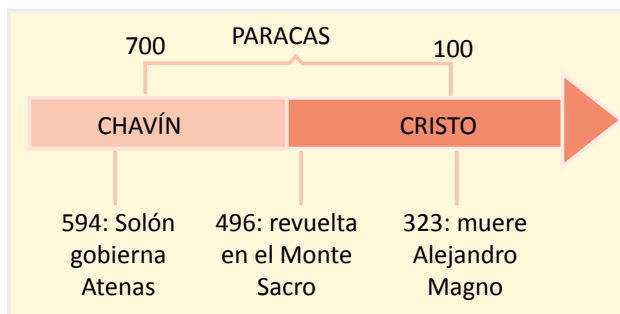 PARACAS
700
100
CHAVÍN
CRISTO
594: Solón
gobierna
Atenas
496: revuelta
en el Monte
Sacro
323: muere
Alejandro
Magno